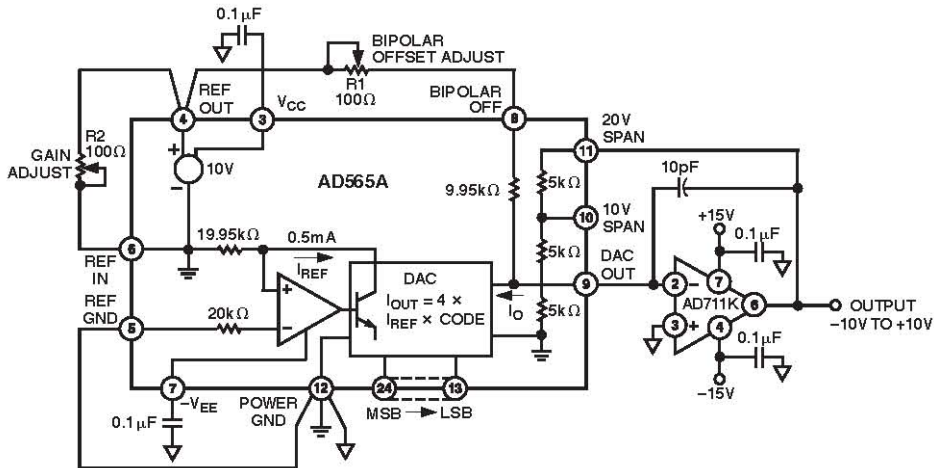 0.1µF
BIPOLAR
OFFSET ADJUST
R1
100Ω
REF
OUT
VCC
BIPOLAR
OFF
20V
SPAN
4
3
8
11
R2
100Ω
GAIN
ADJUST
+
10V
–
AD565A
9.95kΩ
5kΩ
10pF
10
10V
SPAN
+15V
0.1µF
6
19.95kΩ
0.5mA
IREF
5kΩ
DAC
OUT
REF
IN
DAC
IOUT = 4 ×
IREF × CODE
IO
9
2
–
7
AD711K
6
OUTPUT
–10V TO +10V
REF
GND
5
20kΩ
+
–
5kΩ
3
+
4
0.1µF
–15V
7
–VEE
12
POWER
GND
24
13
MSB
LSB
0.1µF